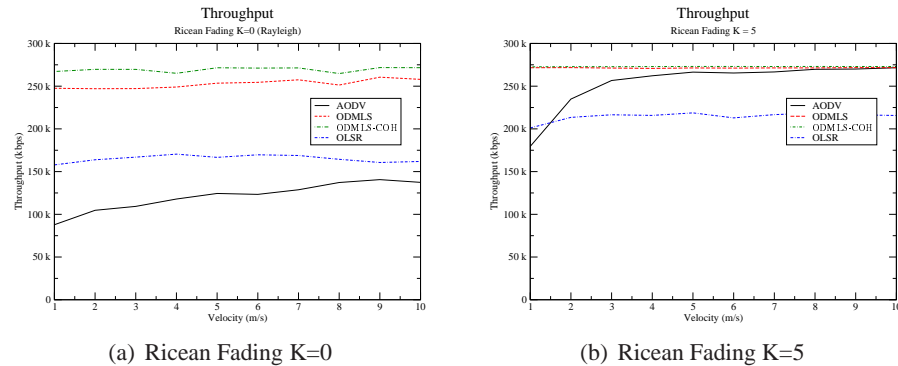 Throughput
Ricean Fading K=0 (Rayleigh)
300 k
250 k
200 k
150 k
100 k
50 k
0
Throughput (kbps)
AODV
ODMLS
ODMLS-COH
OLSR
1 2 3 4 5 6 7 8 9 10
Velocity (m/s)
(a) Ricean Fading K=0
Throughput
Ricean Fading K = 5
300 k
250 k
200 k
150 k
100 k
50 k
0
Throughput (kbps)
AODV
ODMLS
ODMLS-COH
OLSR
1 2 3 4 5 6 7 8 9 10
Velocity (m/s)
(b) Ricean Fading K=5